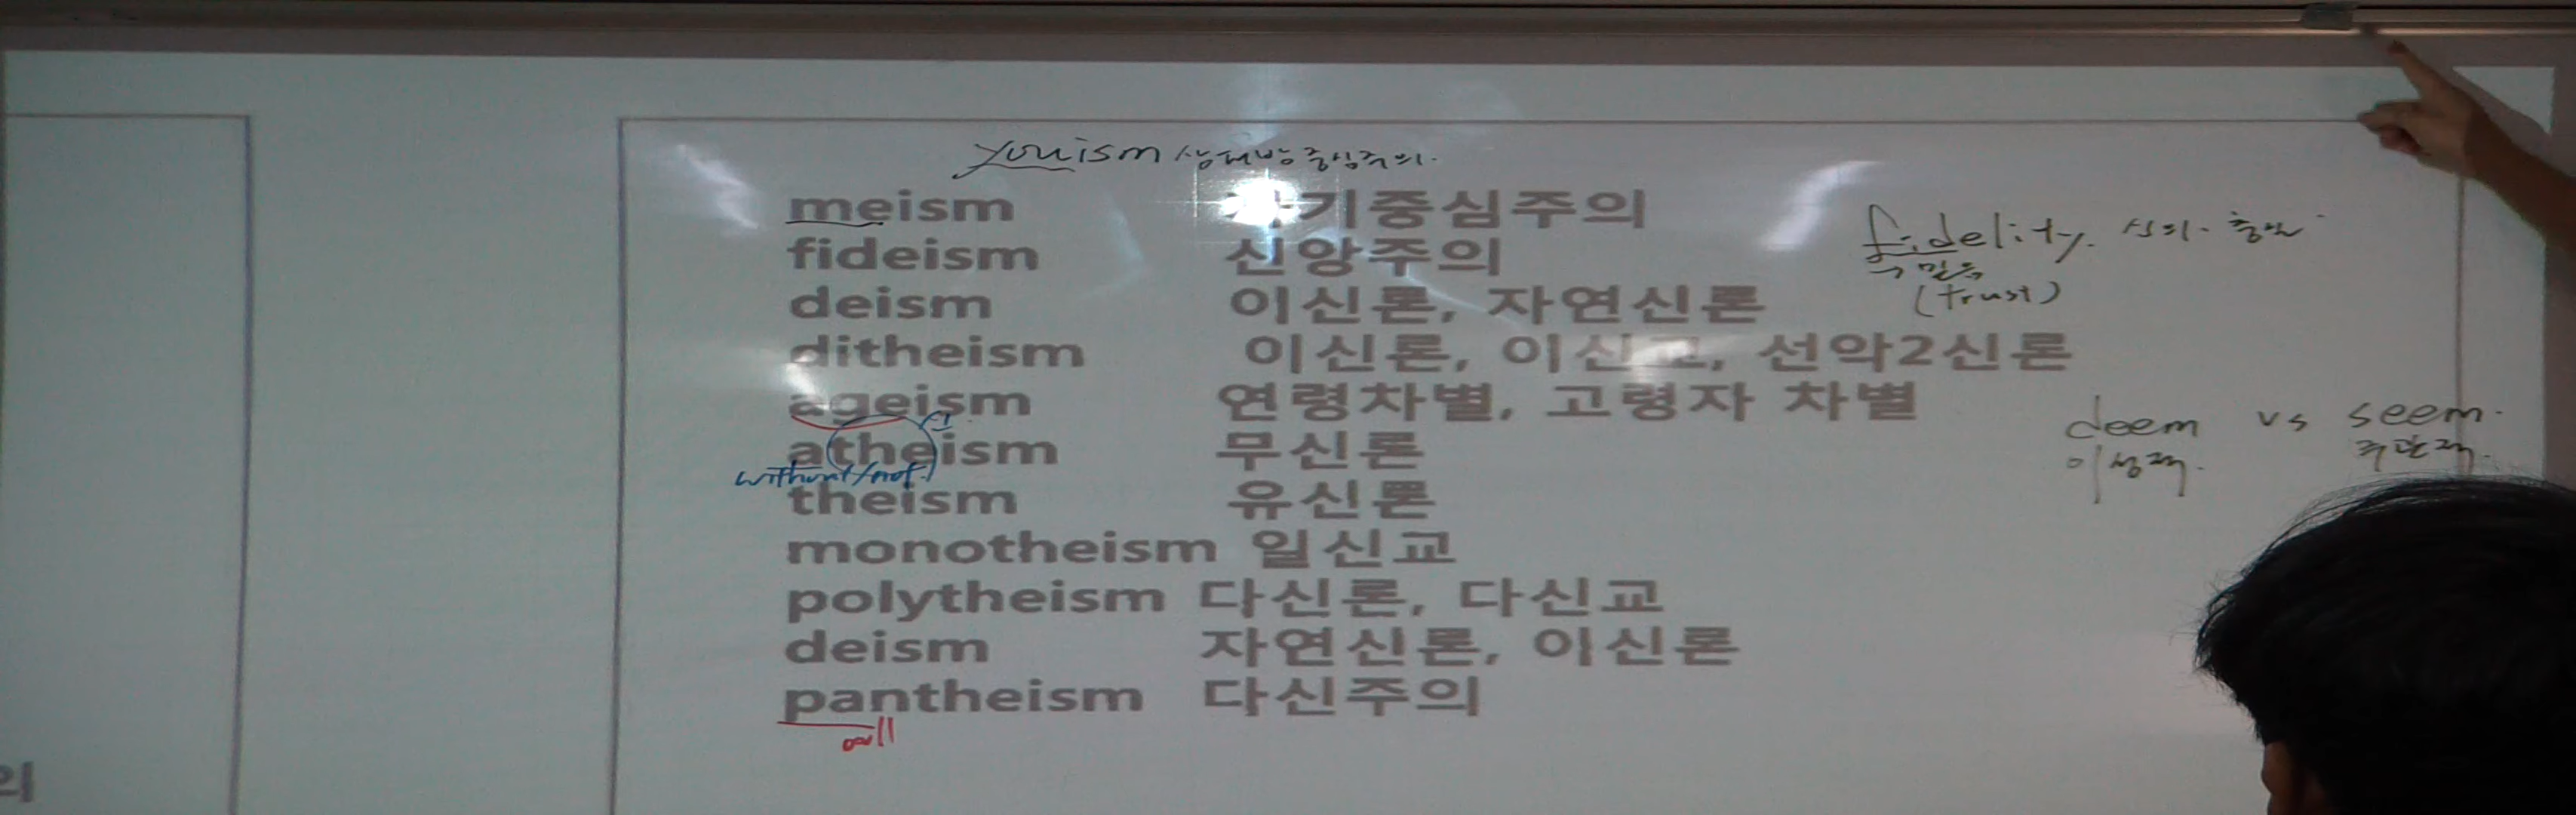 youism 상대방 중심주의.
meism 자기중심주의
fideism 신앙주의
fidelity. 신의. 충실
→ 믿음
(trust)
deism 이신론, 자연신론
ditheism 이신론, 이신교, 선악2신론
ageism 연령차별, 고령자 차별
deem vs seem.
이성적. 주관적.
atheism 무신론
without/not.
theism 유신론
monotheism 일신교
polytheism 다신론, 다신교
deism 자연신론, 이신론
pantheism 다신주의
all
의